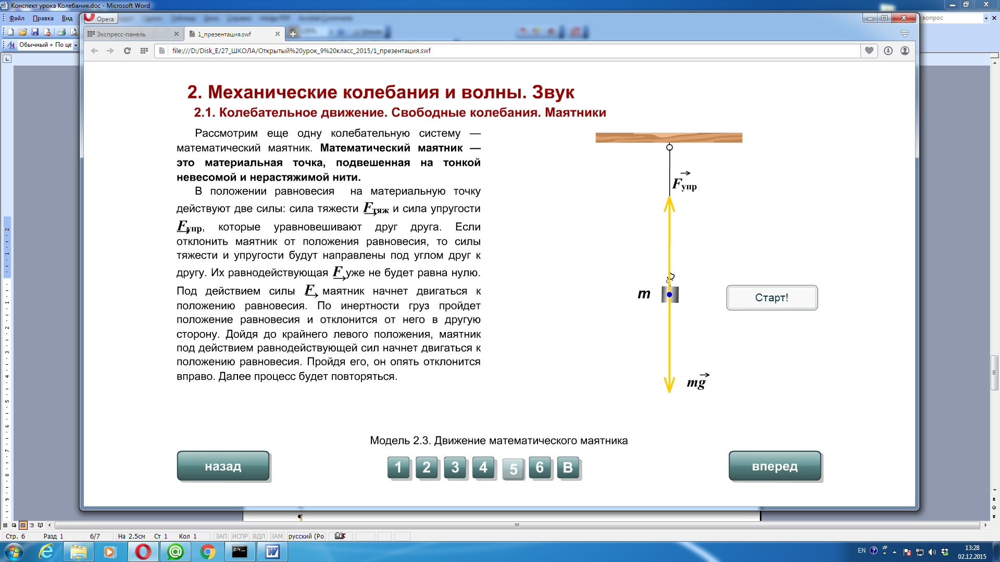 Конспект урока Колебания.doc - Microsoft Word
Файл Правка Вид
вопрос
Обычный + По це
Opera
Экспресс-панель
1_презентация.swf
file:///D:/Disk_E/27_ШКОЛА/Открытый%20урок_9%20класс_2015/1_презентация.swf
2. Механические колебания и волны. Звук
2.1. Колебательное движение. Свободные колебания. Маятники
Рассмотрим еще одну колебательную систему —
математический маятник. Математический маятник —
это материальная точка, подвешенная на тонкой
невесомой и нерастяжимой нити.
В положении равновесия на материальную точку
действуют две силы: сила тяжести Fтяж и сила упругости
Fупр, которые уравновешивают друг друга. Если
отклонить маятник от положения равновесия, то силы
тяжести и упругости будут направлены под углом друг к
другу. Их равнодействующая F уже не будет равна нулю.
Под действием силы F маятник начнет двигаться к
положению равновесия. По инертности груз пройдет
положение равновесия и отклонится от него в другую
сторону. Дойдя до крайнего левого положения, маятник
под действием равнодействующей сил начнет двигаться к
положению равновесия. Пройдя его, он опять отклонится
вправо. Далее процесс будет повторяться.
Fупр
m
Старт!
mg
Модель 2.3. Движение математического маятника
назад
1 2 3 4 5 6 В
вперед
Стр. 6 Разд 1 6/7 На 2.5см Ст 1 Кол 1 ЗАП ИСПР ВДЛ ЗАМ русский (Ро
EN
13:28
02.12.2015